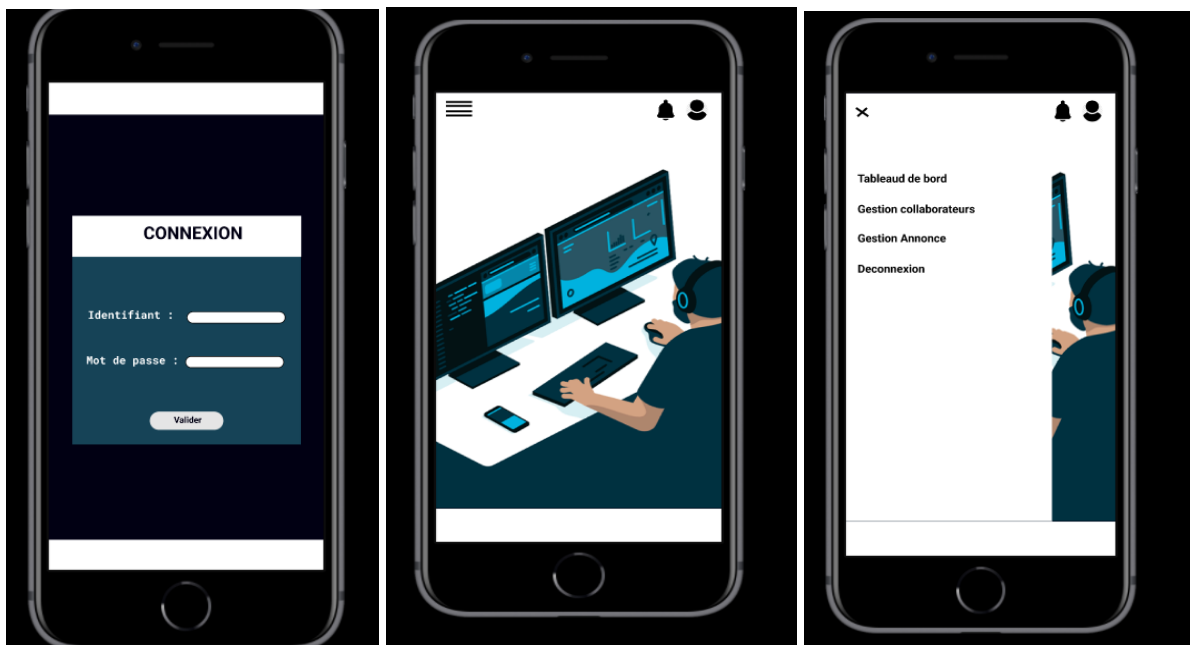 CONNEXION
Identifiant :
Mot de passe :
Valider
Tableaud de bord
Gestion collaborateurs
Gestion Annonce
Deconnexion